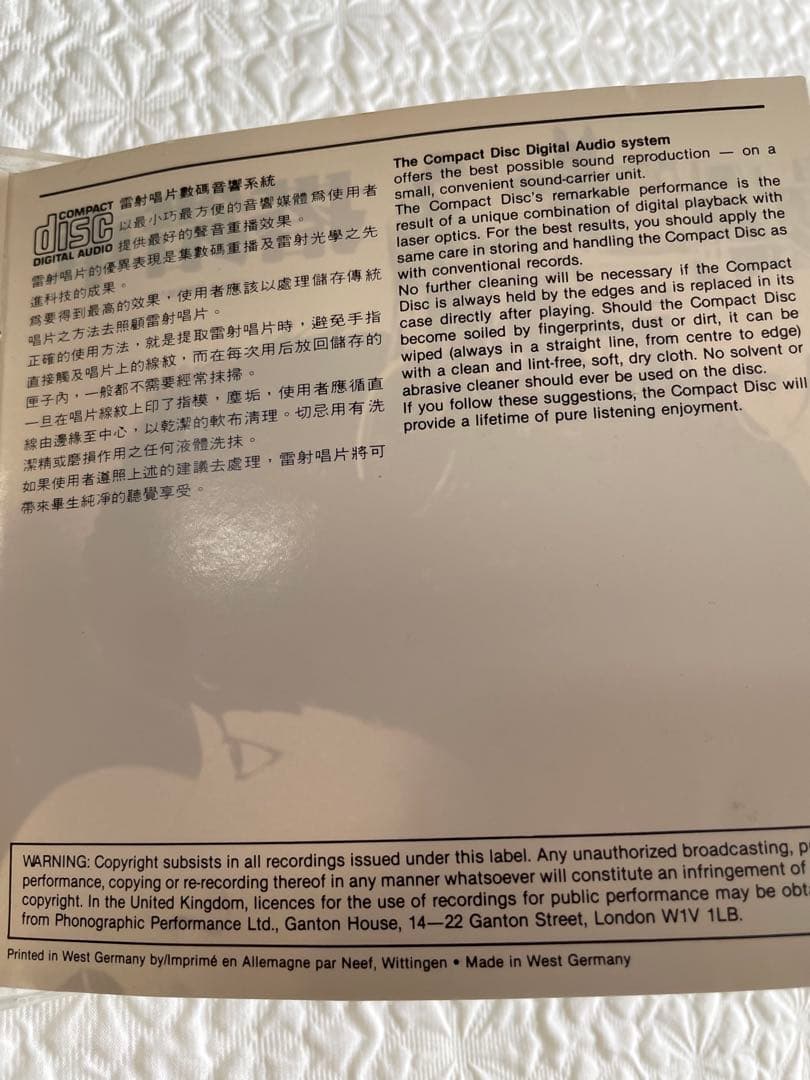 COMPACT
disc
DIGITAL AUDIO
雷射唱片數碼音響系統
以最小巧最方便的音響媒體爲使用者
提供最好的聲音重播效果。
雷射唱片的優異表現是集數碼重播及雷射光學之先
進科技的成果。
爲要得到最高的效果,使用者應該以處理儲存傳統
唱片之方法去照顧雷射唱片。
正確的使用方法,就是提取雷射唱片時,避免手指
直接觸及唱片上的線紋,而在每次用后放回儲存的
匣子內,一般都不需要經常抹掃。
一旦在唱片線紋上印了指模,塵垢,使用者應循直
線由邊緣至中心,以乾潔的軟布淸理。切忌用有洗
潔精或磨損作用之任何液體洗抹。
如果使用者遵照上述的建議去處理,雷射唱片將可
帶來畢生純凈的聽覺享受。
The Compact Disc Digital Audio system
offers the best possible sound reproduction — on a
small, convenient sound-carrier unit.
The Compact Disc's remarkable performance is the
result of a unique combination of digital playback with
laser optics. For the best results, you should apply the
same care in storing and handling the Compact Disc as
with conventional records.
No further cleaning will be necessary if the Compact
Disc is always held by the edges and is replaced in its
case directly after playing. Should the Compact Disc
become soiled by fingerprints, dust or dirt, it can be
wiped (always in a straight line, from centre to edge)
with a clean and lint-free, soft, dry cloth. No solvent or
abrasive cleaner should ever be used on the disc.
If you follow these suggestions, the Compact Disc will
provide a lifetime of pure listening enjoyment.
WARNING: Copyright subsists in all recordings issued under this label. Any unauthorized broadcasting,
performance, copying or re-recording thereof in any manner whatsoever will constitute an infringement of
copyright. In the United Kingdom, licences for the use of recordings for public performance may be
from Phonographic Performance Ltd., Ganton House, 14—22 Ganton Street, London W1V 1LB.
Printed in West Germany by/Imprimé en Allemagne par Neef, Wittingen • Made in West Germany